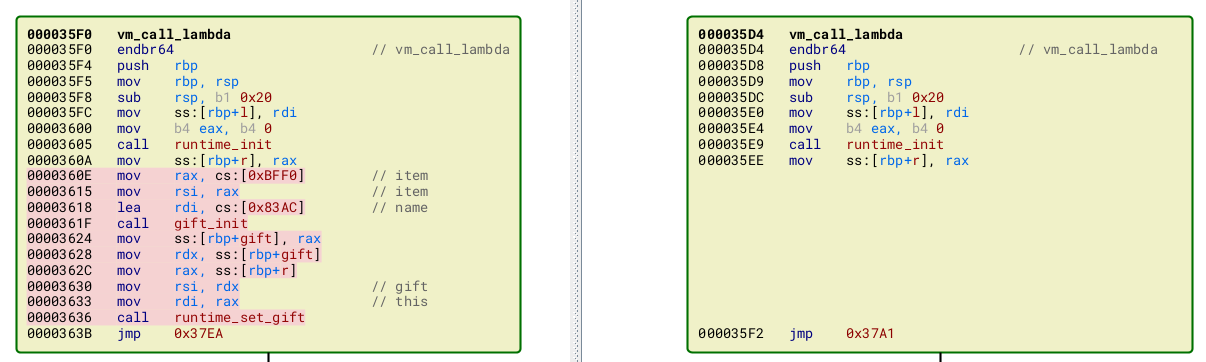 000035F0 vm_call_lambda
000035F0 endbr64 // vm_call_lambda
000035F4 push rbp
000035F5 mov rbp, rsp
000035F8 sub rsp, b1 0x20
000035FC mov ss:[rbp+l], rdi
00003600 mov b4 eax, b4 0
00003605 call runtime_init
0000360A mov ss:[rbp+r], rax
0000360E mov rax, cs:[0xBFF0] // item
00003615 mov rsi, rax // item
00003618 lea rdi, cs:[0x83AC] // name
0000361F call gift_init
00003624 mov ss:[rbp+gift], rax
00003628 mov rdx, ss:[rbp+gift]
0000362C mov rax, ss:[rbp+r]
00003630 mov rsi, rdx // gift
00003633 mov rdi, rax // this
00003636 call runtime_set_gift
0000363B jmp 0x37EA
000035D4 vm_call_lambda
000035D4 endbr64 // vm_call_lambda
000035D8 push rbp
000035D9 mov rbp, rsp
000035DC sub rsp, b1 0x20
000035E0 mov ss:[rbp+l], rdi
000035E4 mov b4 eax, b4 0
000035E9 call runtime_init
000035EE mov ss:[rbp+r], rax
000035F2 jmp 0x37A1